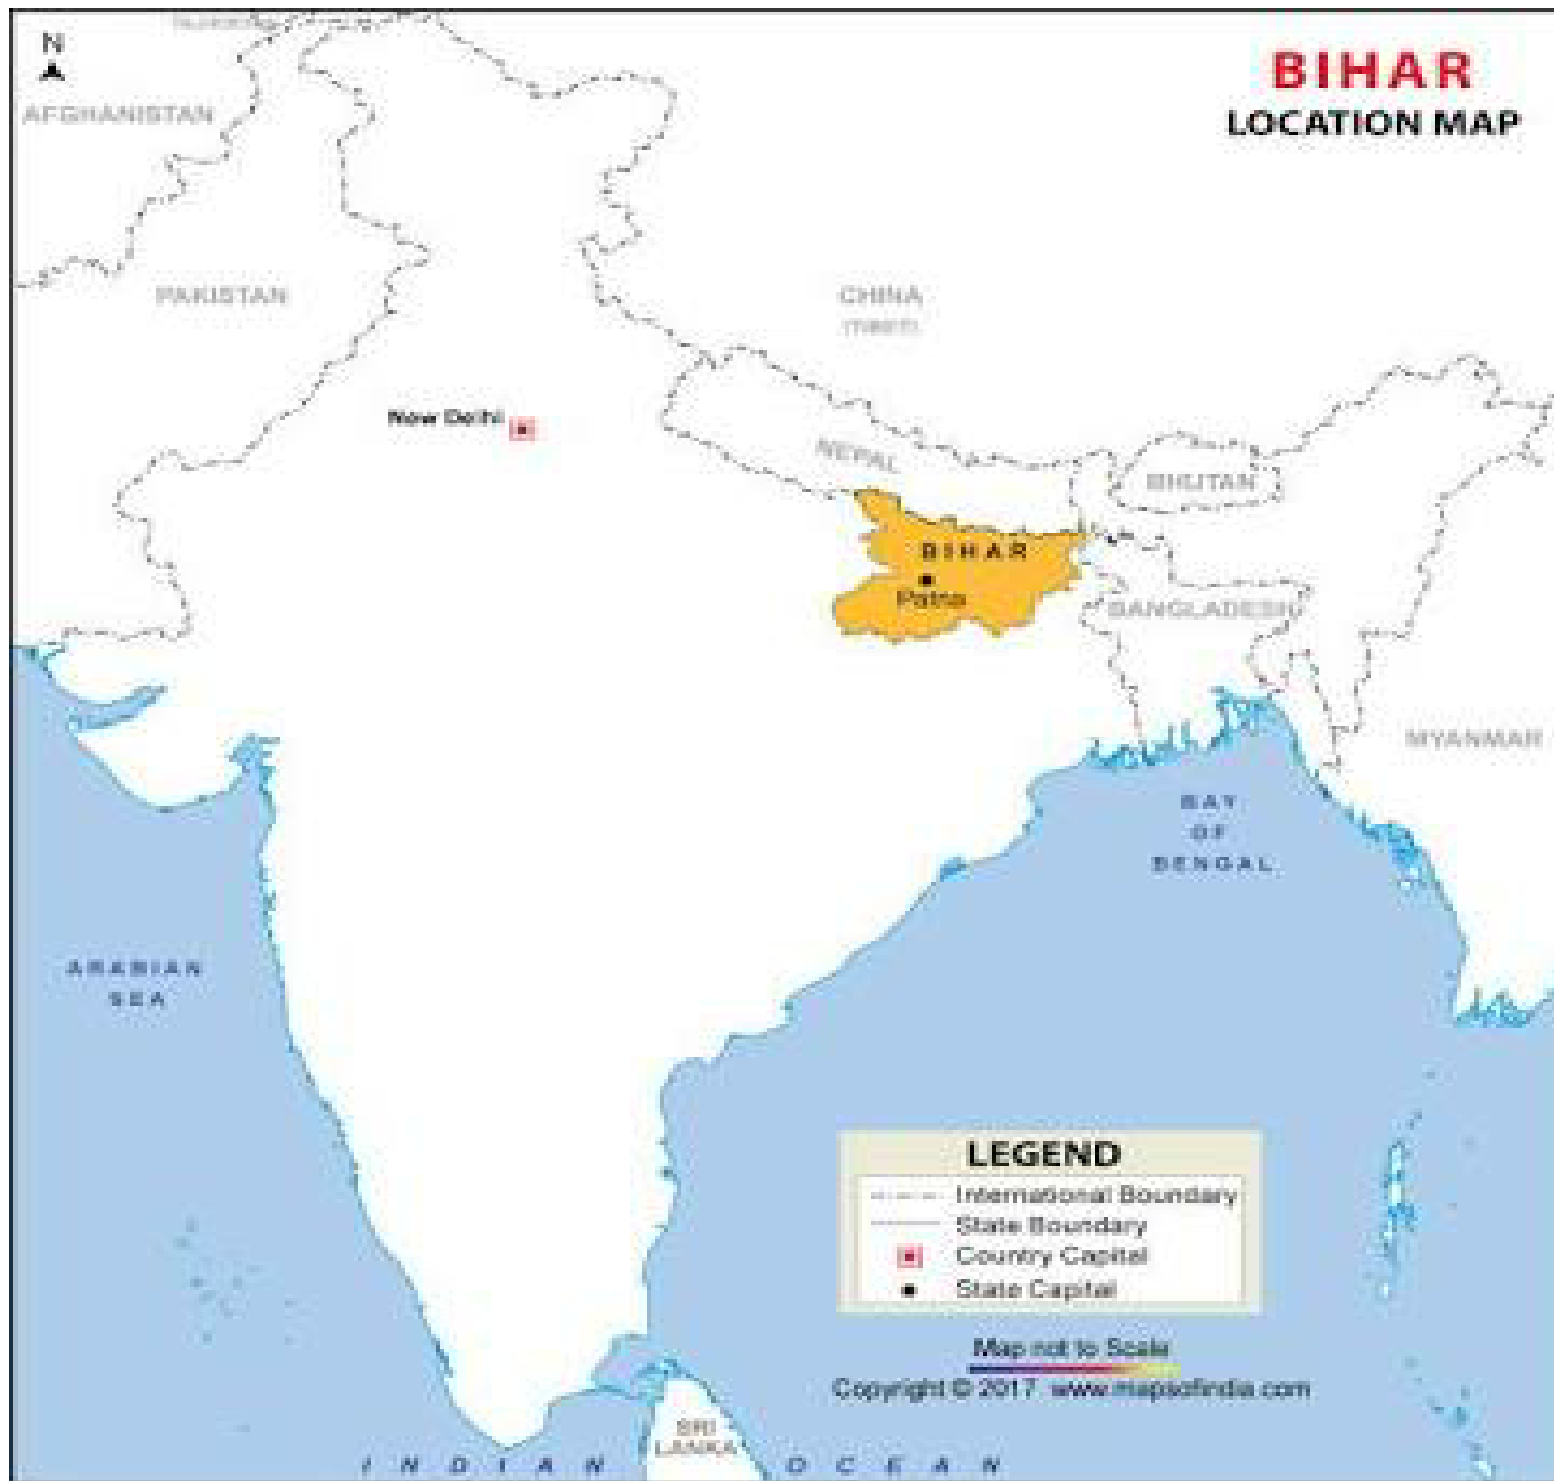 N
BIHAR
LOCATION MAP
AFGHANISTAN
PAKISTAN
CHINA
(TIBET)
New Delhi
NEPAL
BHUTAN
BIHAR
Patna
BANGLADESH
MYANMAR
BAY
OF
BENGAL
ARABIAN
SEA
LEGEND
International Boundary
State Boundary
Country Capital
State Capital
Map not to Scale
Copyright © 2017 www.mapsofindia.com
SRI
LANKA
INDIAN OCEAN